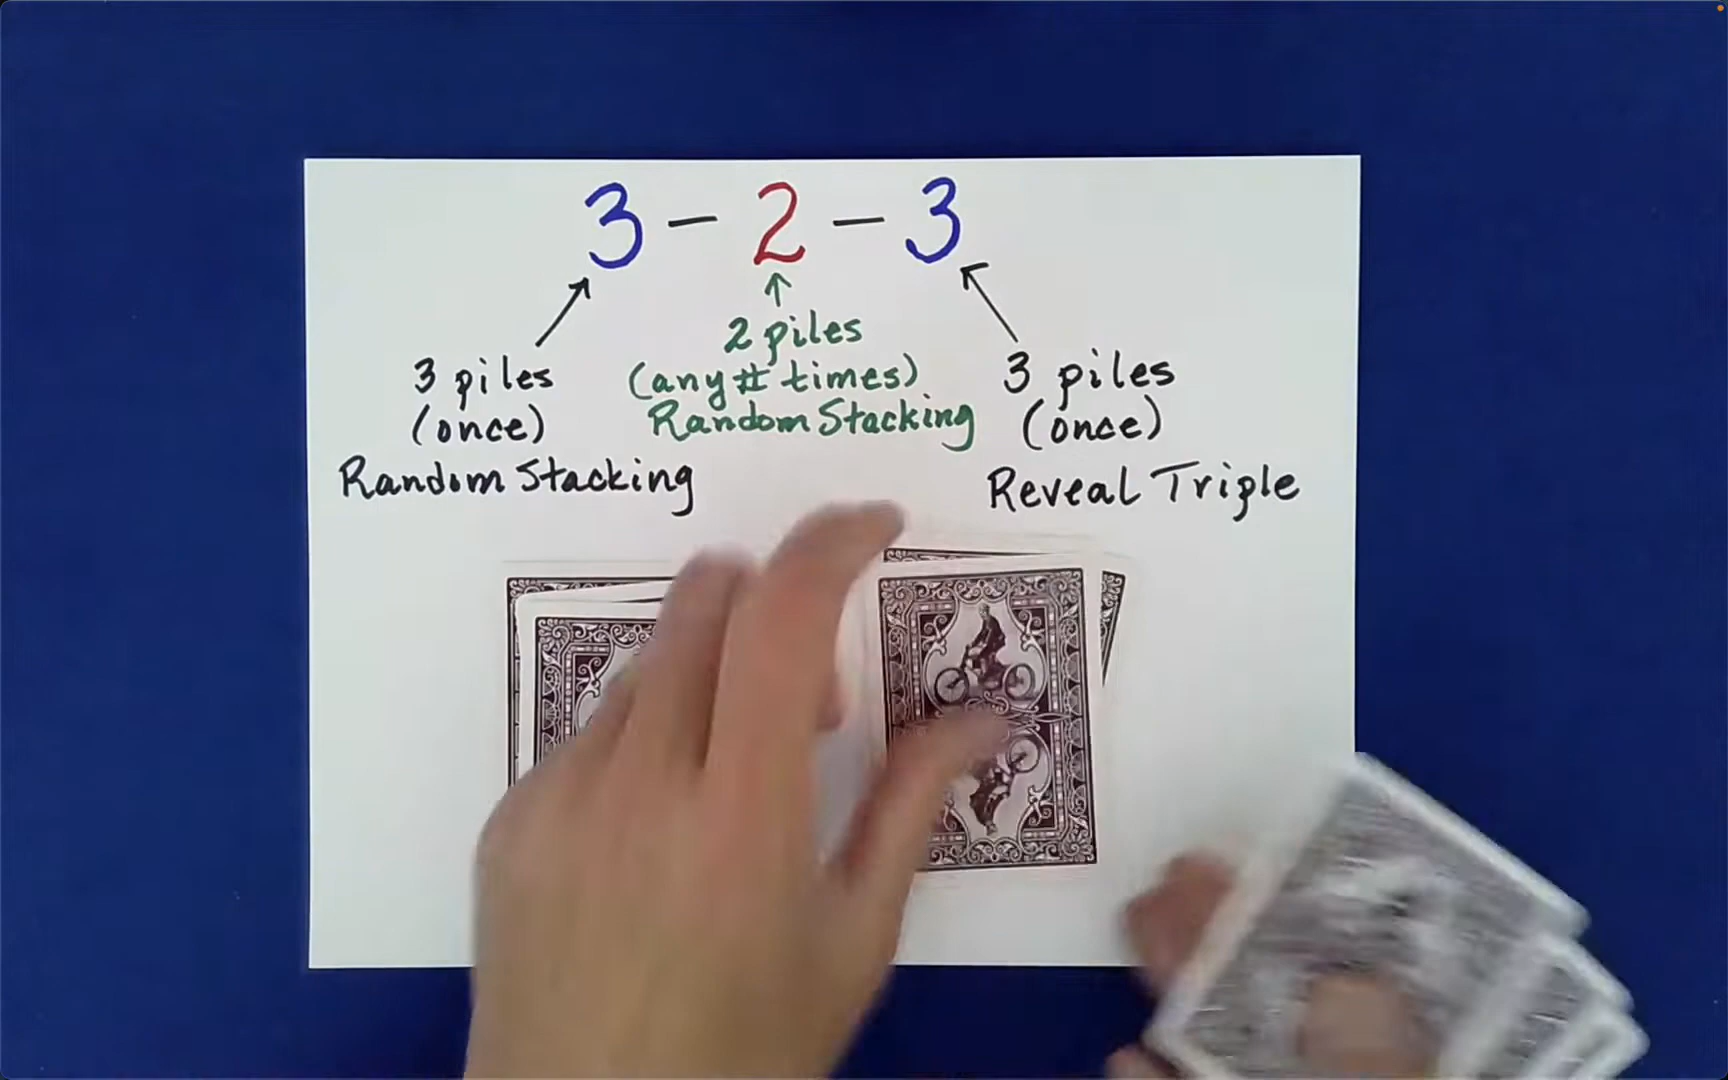 3 - 2 - 3
3 piles
(once)
Random Stacking
2 piles
(any # times)
Random Stacking
3 piles
(once)
Reveal Triple